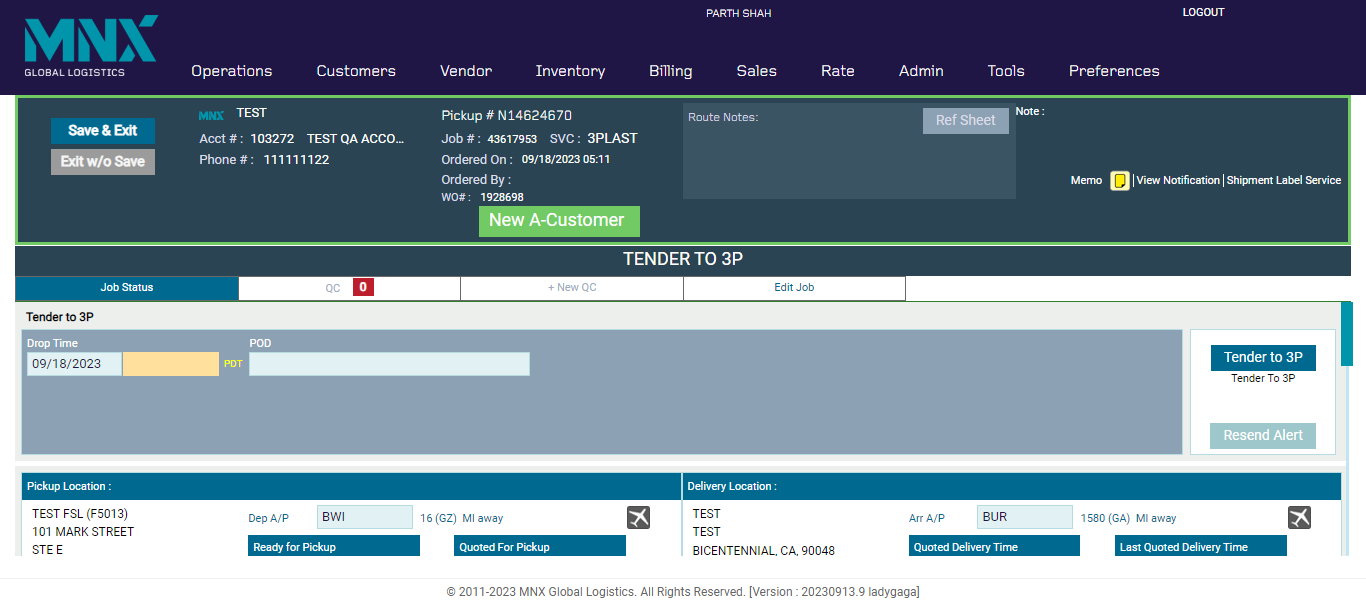 PARTH SHAH
LOGOUT
MNX
GLOBAL LOGISTICS
Operations Customers Vendor Inventory Billing Sales Rate Admin Tools Preferences
Save & Exit
Exit w/o Save
MNX TEST
Acct # : 103272 TEST QA ACCO...
Phone # : 111111122
Pickup # N14624670
Job # : 43617953 SVC : 3PLAST
Ordered On : 09/18/2023 05:11
Ordered By :
WO# : 1928698
New A-Customer
Route Notes:
Ref Sheet
Note :
Memo | View Notification | Shipment Label Service
TENDER TO 3P
Job Status QC 0 + New QC Edit Job
Tender to 3P
Drop Time POD
09/18/2023 PDT
Tender to 3P
Tender To 3P
Resend Alert
Pickup Location :
TEST FSL (F5013)
101 MARK STREET
STE E
Dep A/P BWI 16 (GZ) MI away
Ready for Pickup Quoted For Pickup
Delivery Location :
TEST
TEST
BICENTENNIAL, CA, 90048
Arr A/P BUR 1580 (GA) MI away
Quoted Delivery Time Last Quoted Delivery Time
© 2011-2023 MNX Global Logistics. All Rights Reserved. [Version : 20230913.9 ladygaga]